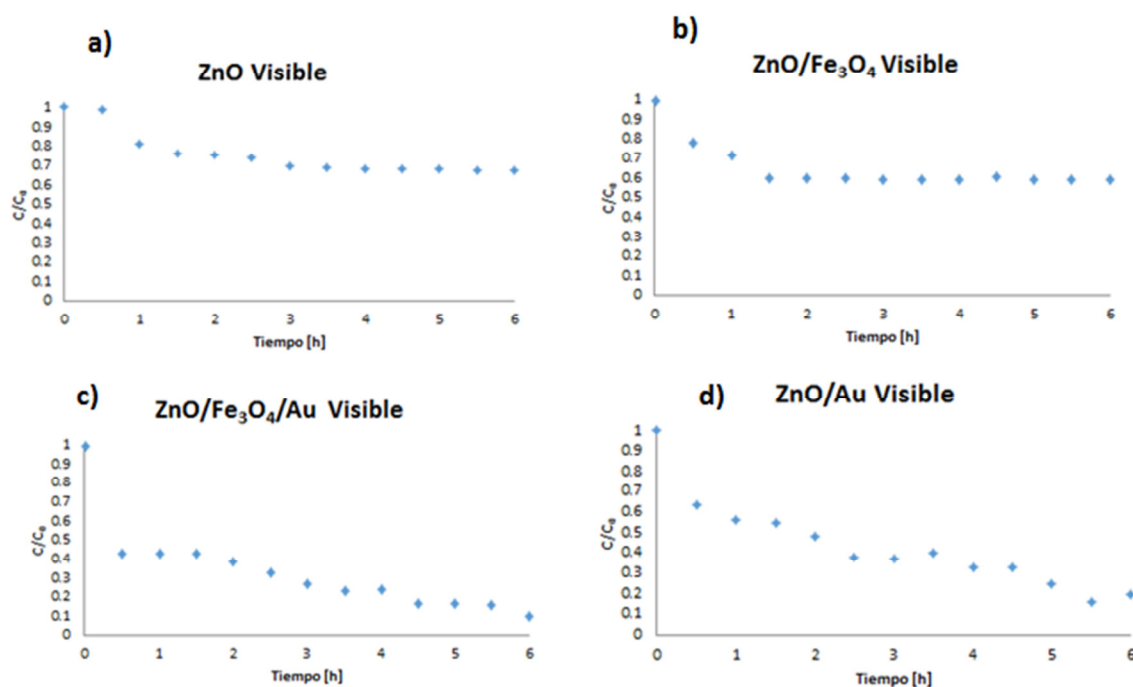 a)
ZnO Visible
1
0.9
0.8
0.7
0.6
0.5
0.4
0.3
0.2
0.1
0
C/C₀
0 1 2 3 4 5 6
Tiempo [h]
b)
ZnO/Fe₃O₄ Visible
1
0.9
0.8
0.7
0.6
0.5
0.4
0.3
0.2
0.1
0
C/C₀
0 1 2 3 4 5 6
Tiempo [h]
c)
ZnO/Fe₃O₄/Au Visible
1
0.9
0.8
0.7
0.6
0.5
0.4
0.3
0.2
0.1
0
C/C₀
0 1 2 3 4 5 6
Tiempo [h]
d)
ZnO/Au Visible
1
0.9
0.8
0.7
0.6
0.5
0.4
0.3
0.2
0.1
0
C/C₀
0 1 2 3 4 5 6
Tiempo [h]